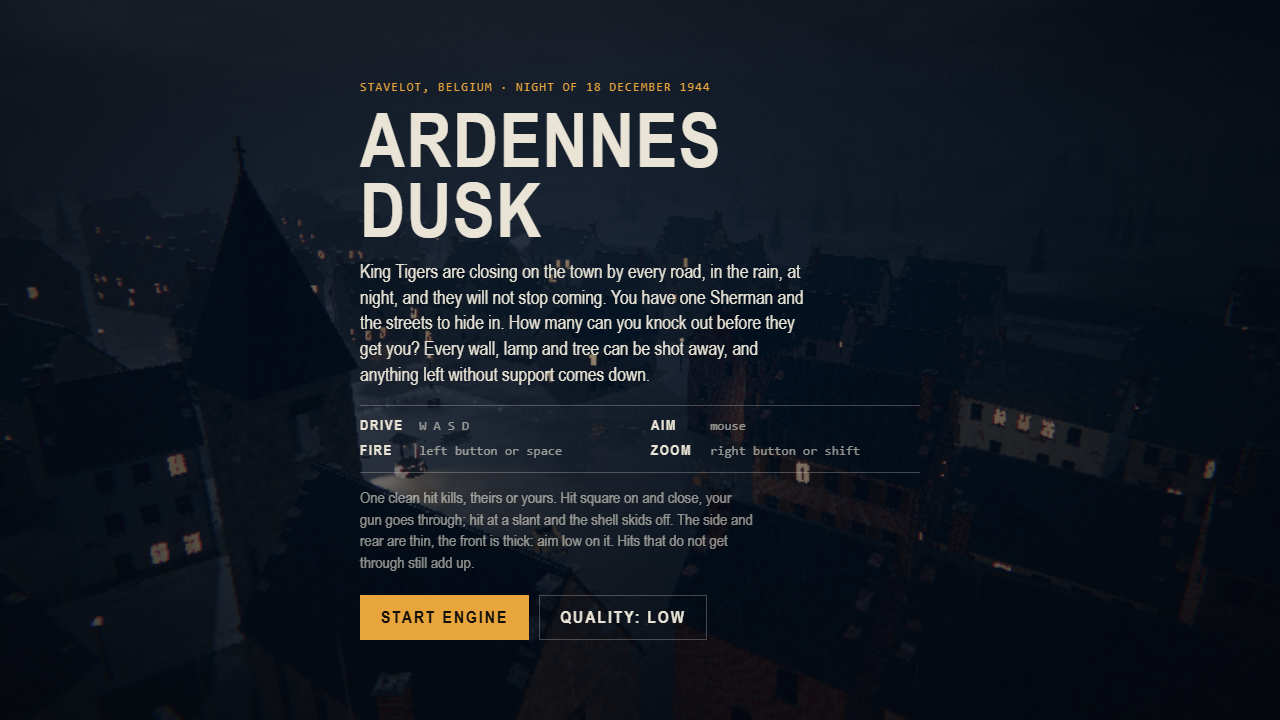 STAVELOT, BELGIUM · NIGHT OF 18 DECEMBER 1944
ARDENNES
DUSK
King Tigers are closing on the town by every road, in the rain, at
night, and they will not stop coming. You have one Sherman and
the streets to hide in. How many can you knock out before they
get you? Every wall, lamp and tree can be shot away, and
anything left without support comes down.
DRIVE W A S D AIM mouse
FIRE left button or space ZOOM right button or shift
One clean hit kills, theirs or yours. Hit square on and close, your
gun goes through; hit at a slant and the shell skids off. The side and
rear are thin, the front is thick: aim low on it. Hits that do not get
through still add up.
START ENGINE QUALITY: LOW